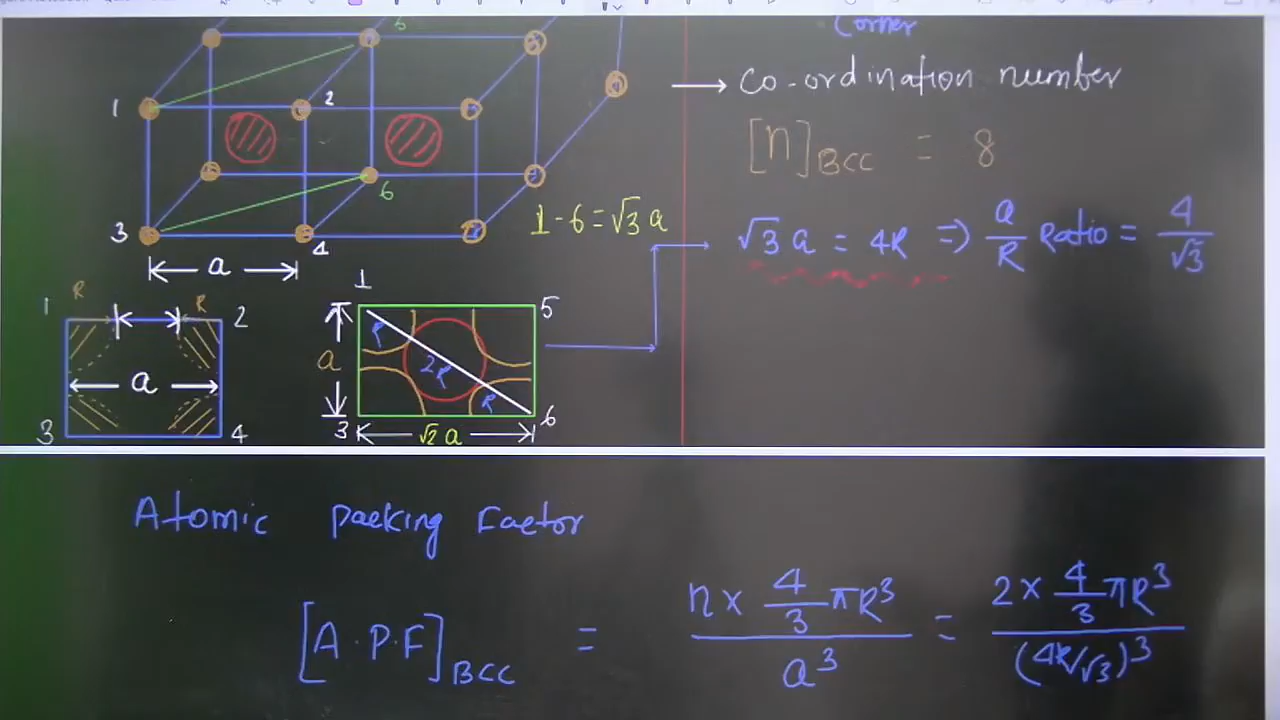 5
Corner
1
2
→ Co-ordination number
[n]BCC = 8
6
1-6=√3 a
3
4
√3 a = 4R ⇒ a/R Ratio = 4/√3
a
1
R
R
2
a
3
4
1
5
a
R
2R
R
3
6
√2 a
Atomic Packing Factor
[A.P.F]BCC = n× 4/3 πR³ / a³ = 2× 4/3 πR³ / (4R/√3)³